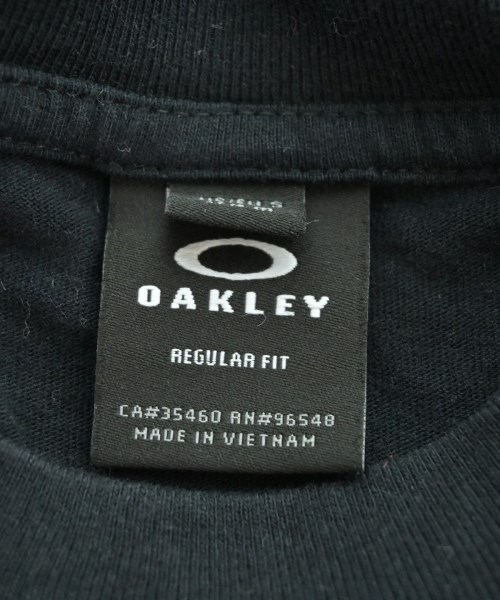 OAKLEY
REGULAR FIT
CA#35460 RN#96548
MADE IN VIETNAM